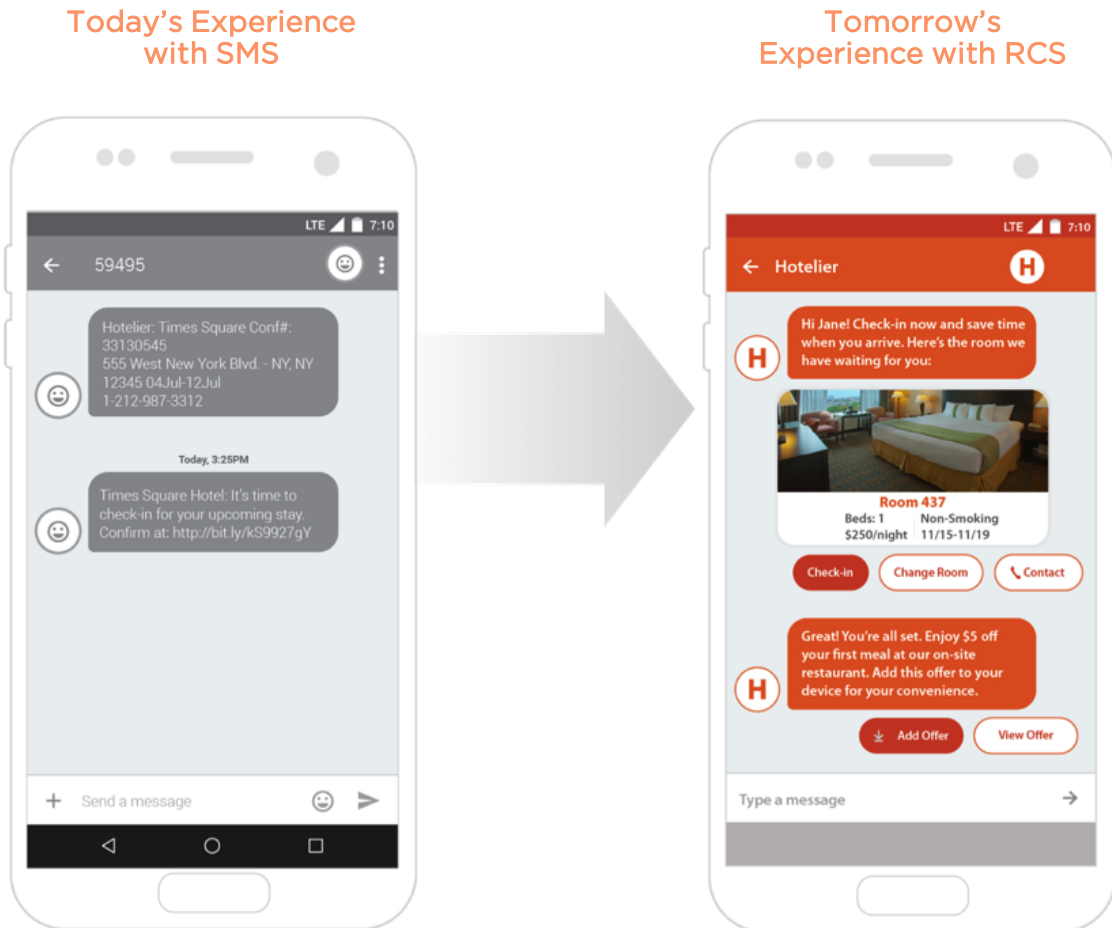 Today's Experience
with SMS
Tomorrow's
Experience with RCS
LTE 7:10
59495
Hotelier: Times Square Conf#:
33130545
555 West New York Blvd. - NY, NY
12345 04Jul-12Jul
1-212-987-3312
Today, 3:25PM
Times Square Hotel: It's time to
check-in for your upcoming stay.
Confirm at: http://bit.ly/kS9927gY
Send a message
LTE 7:10
Hotelier
H
Hi Jane! Check-in now and save time
when you arrive. Here's the room we
have waiting for you:
H
Room 437
Beds: 1 Non-Smoking
$250/night 11/15-11/19
Check-in
Change Room
Contact
Great! You're all set. Enjoy $5 off
your first meal at our on-site
restaurant. Add this offer to your
device for your convenience.
H
Add Offer
View Offer
Type a message